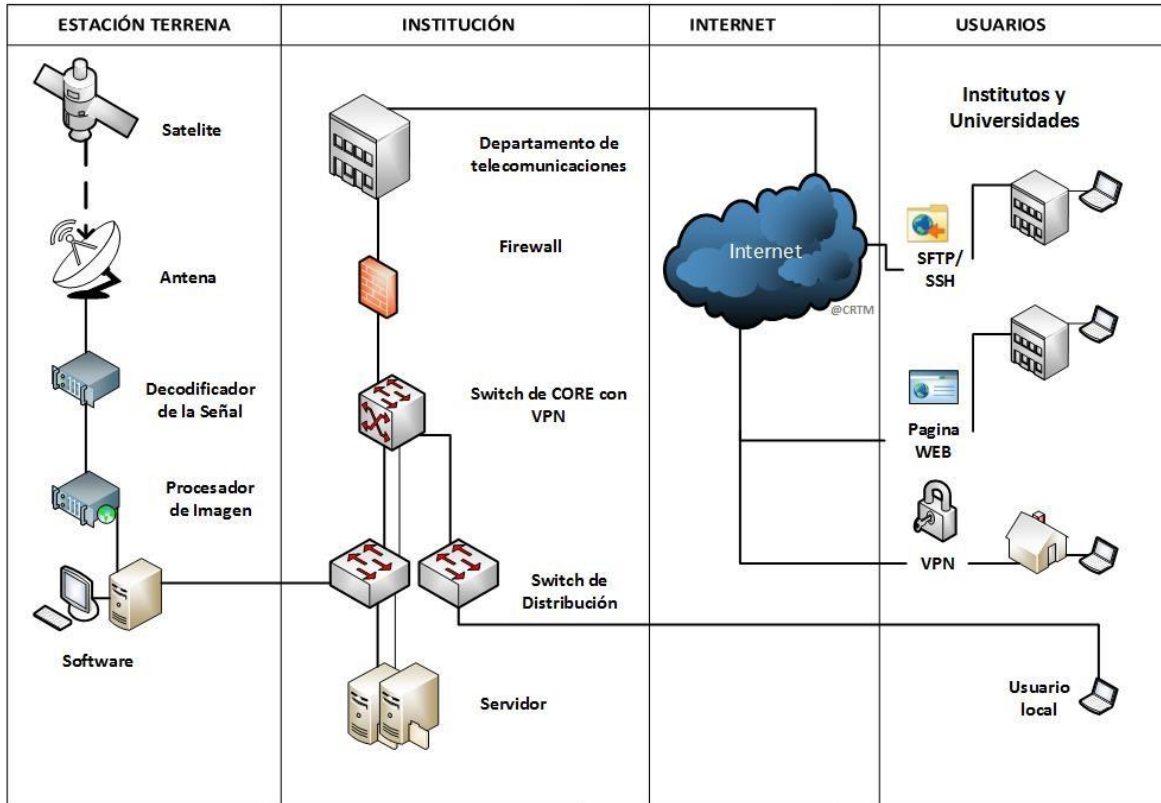 ESTACIÓN TERRENA
INSTITUCIÓN
INTERNET
USUARIOS
Satelite
Antena
Decodificador
de la Señal
Procesador
de Imagen
Software
Departamento de
telecomunicaciones
Firewall
Switch de CORE con
VPN
Switch de
Distribución
Servidor
Internet
@CRTM
Institutos y
Universidades
SFTP/
SSH
Pagina
WEB
VPN
Usuario
local